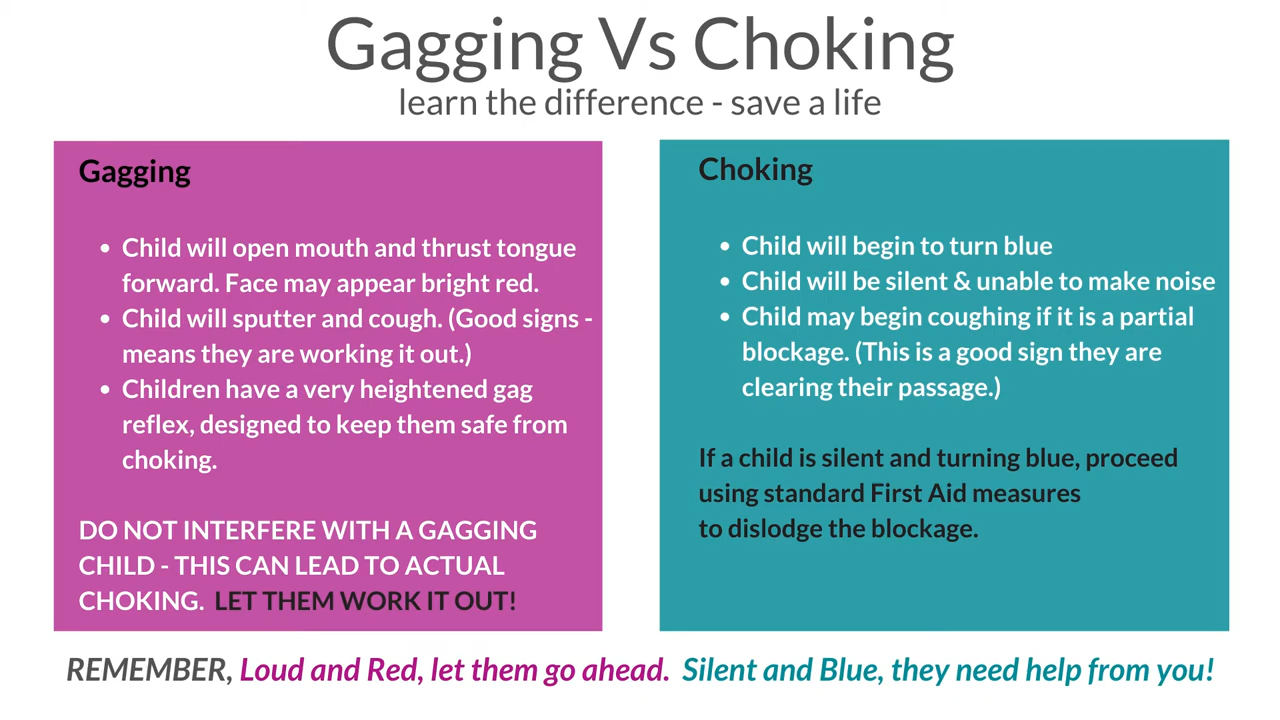 Gagging Vs Choking
learn the difference - save a life
Gagging
• Child will open mouth and thrust tongue
forward. Face may appear bright red.
• Child will sputter and cough. (Good signs -
means they are working it out.)
• Children have a very heightened gag
reflex, designed to keep them safe from
choking.
DO NOT INTERFERE WITH A GAGGING
CHILD - THIS CAN LEAD TO ACTUAL
CHOKING. LET THEM WORK IT OUT!
Choking
• Child will begin to turn blue
• Child will be silent & unable to make noise
• Child may begin coughing if it is a partial
blockage. (This is a good sign they are
clearing their passage.)
If a child is silent and turning blue, proceed
using standard First Aid measures
to dislodge the blockage.
REMEMBER, Loud and Red, let them go ahead. Silent and Blue, they need help from you!